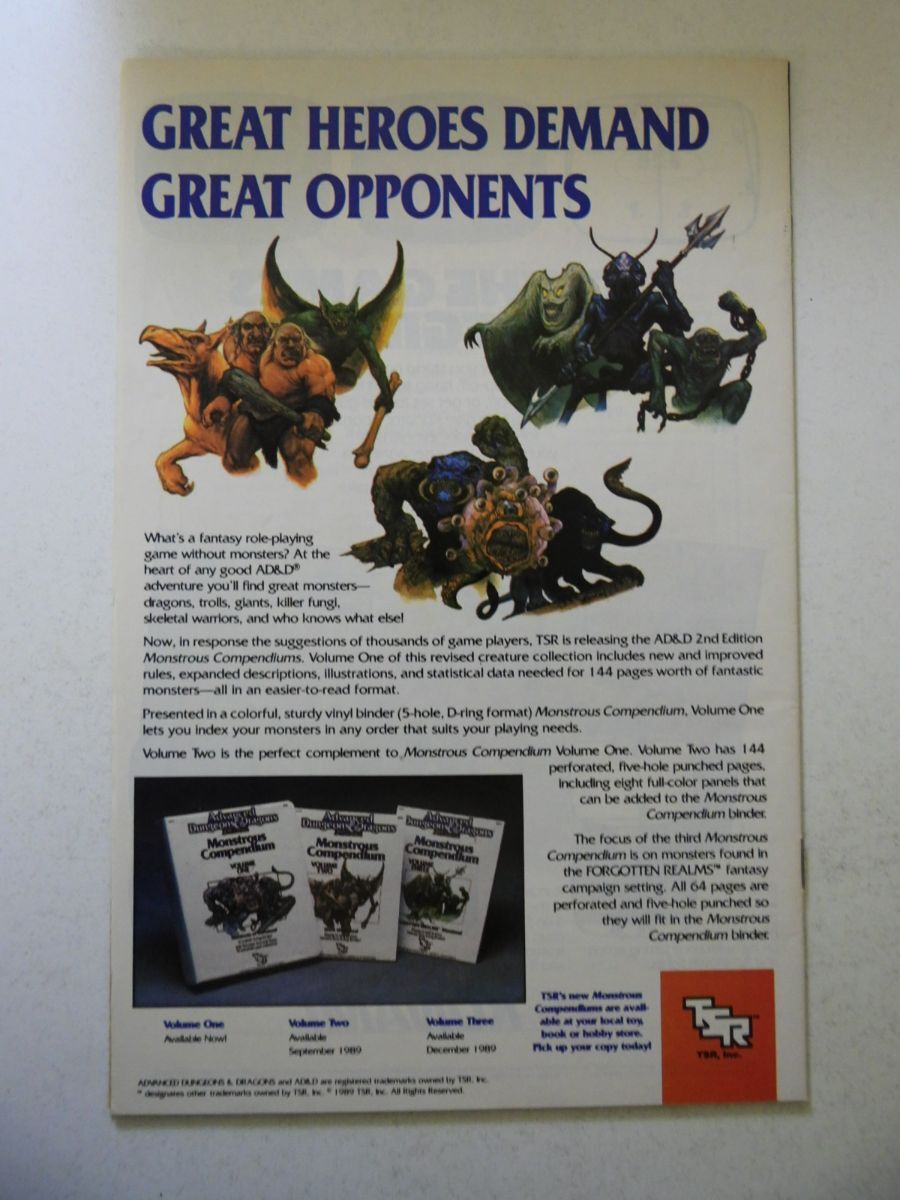 GREAT HEROES DEMAND
GREAT OPPONENTS
What's a fantasy role-playing
game without monsters? At the
heart of any good AD&D®
adventure you'll find great monsters—
dragons, trolls, giants, killer fungi,
skeletal warriors, and who knows what else!
Now, in response the suggestions of thousands of game players, TSR is releasing the AD&D 2nd Edition
Monstrous Compendiums. Volume One of this revised creature collection includes new and improved
rules, expanded descriptions, illustrations, and statistical data needed for 144 pages worth of fantastic
monsters—all in an easier-to-read format.
Presented in a colorful, sturdy vinyl binder (5-hole, D-ring format) Monstrous Compendium, Volume One
lets you index your monsters in any order that suits your playing needs.
Volume Two is the perfect complement to Monstrous Compendium Volume One. Volume Two has 144
perforated, five-hole punched pages,
including eight full-color panels that
can be added to the Monstrous
Compendium binder.
The focus of the third Monstrous
Compendium is on monsters found in
the FORGOTTEN REALMS™ fantasy
campaign setting. All 64 pages are
perforated and five-hole punched so
they will fit in the Monstrous
Compendium binder.
Advanced
Dungeons & Dragons
Monstrous
Compendium
VOLUME
ONE
Advanced
Dungeons & Dragons
Monstrous
Compendium
VOLUME
TWO
Advanced
Dungeons & Dragons
Monstrous
Compendium
VOLUME
THREE
Volume One
Available Now!
Volume Two
Available
September 1989
Volume Three
Available
December 1989
TSR's new Monstrous
Compendiums are avail-
able at your local toy,
book or hobby store.
Pick up your copy today!
TSR™
TSR, Inc.
ADVANCED DUNGEONS & DRAGONS and AD&D are registered trademarks owned by TSR, Inc.
™ designates other trademarks owned by TSR, Inc. © 1989 TSR, Inc. All Rights Reserved.